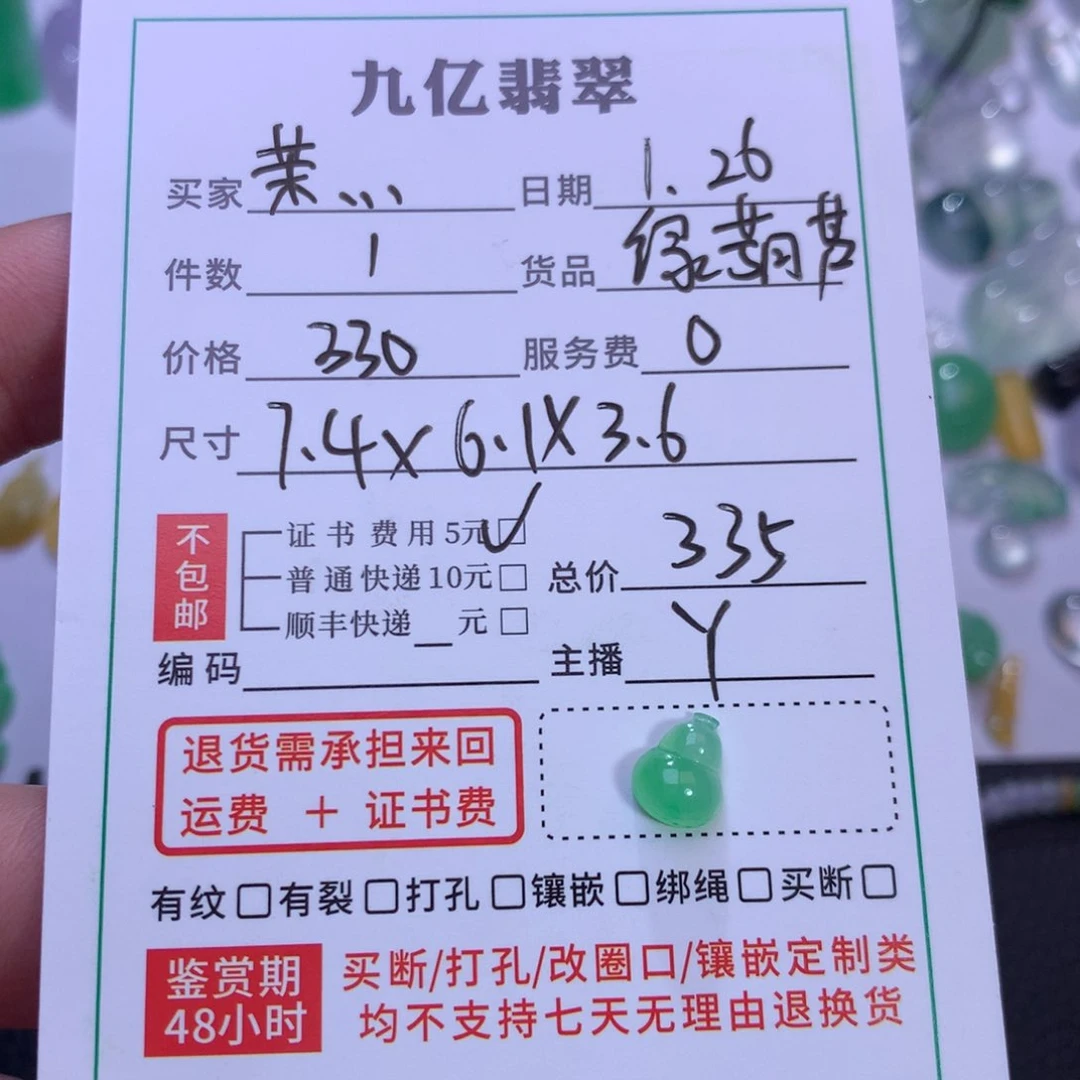 九亿翡翠
买家 荣... 日期 1.26
件数 1 货品 绿葫芦
价格 330 服务费 0
尺寸 7.4x6.1x3.6
不包邮
证书费用5元☑
普通快递10元□ 总价 335
顺丰快递__元□
编码 主播 Y
退货需承担来回
运费 + 证书费
有纹□有裂□打孔□镶嵌□绑绳□买断□
鉴赏期 买断/打孔/改圈口/镶嵌定制类
48小时 均不支持七天无理由退换货